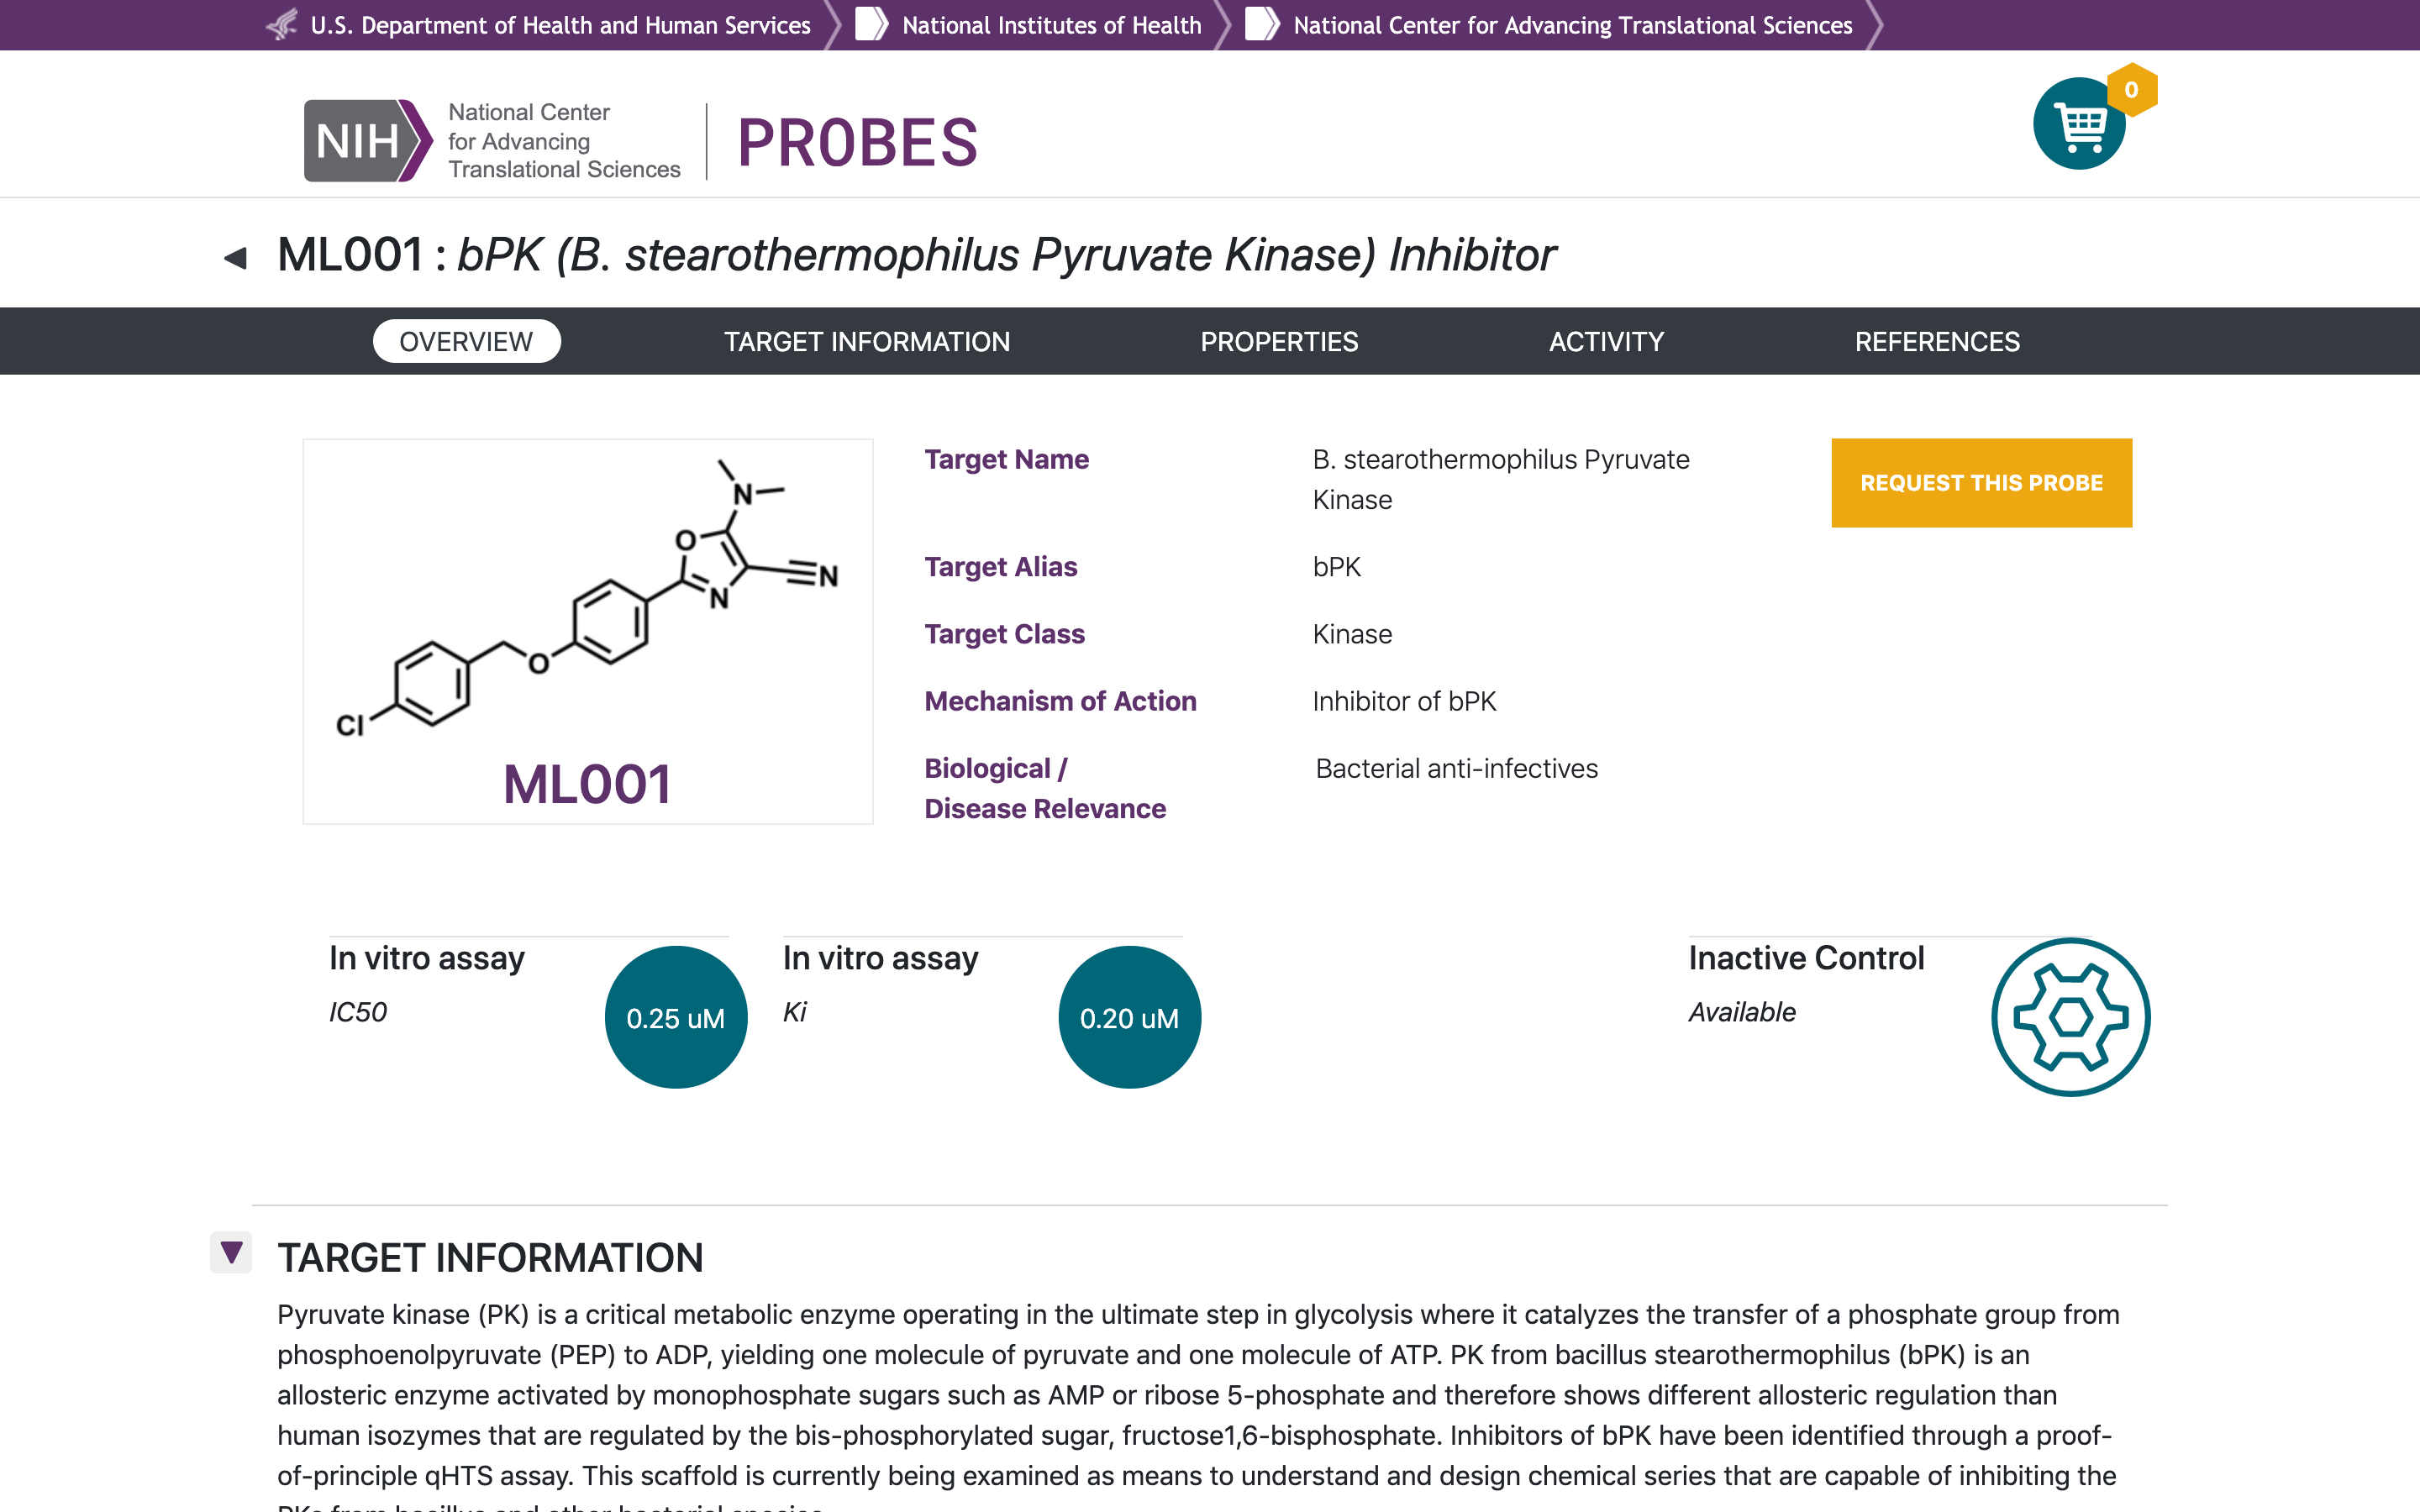 U.S. Department of Health and Human Services
National Institutes of Health
National Center for Advancing Translational Sciences
0
NIH
National Center
for Advancing
Translational Sciences
PROBES
ML001 : bPK (B. stearothermophilus Pyruvate Kinase) Inhibitor
OVERVIEW
TARGET INFORMATION
PROPERTIES
ACTIVITY
REFERENCES
N
O
N
N
O
Cl
ML001
Target Name
B. stearothermophilus Pyruvate
Kinase
Target Alias
bPK
Target Class
Kinase
Mechanism of Action
Inhibitor of bPK
Biological /
Disease Relevance
Bacterial anti-infectives
REQUEST THIS PROBE
In vitro assay
IC50
0.25 uM
In vitro assay
Ki
0.20 uM
Inactive Control
Available
TARGET INFORMATION
Pyruvate kinase (PK) is a critical metabolic enzyme operating in the ultimate step in glycolysis where it catalyzes the transfer of a phosphate group from
phosphoenolpyruvate (PEP) to ADP, yielding one molecule of pyruvate and one molecule of ATP. PK from bacillus stearothermophilus (bPK) is an
allosteric enzyme activated by monophosphate sugars such as AMP or ribose 5-phosphate and therefore shows different allosteric regulation than
human isozymes that are regulated by the bis-phosphorylated sugar, fructose1,6-bisphosphate. Inhibitors of bPK have been identified through a proof-
of-principle qHTS assay. This scaffold is currently being examined as means to understand and design chemical series that are capable of inhibiting the